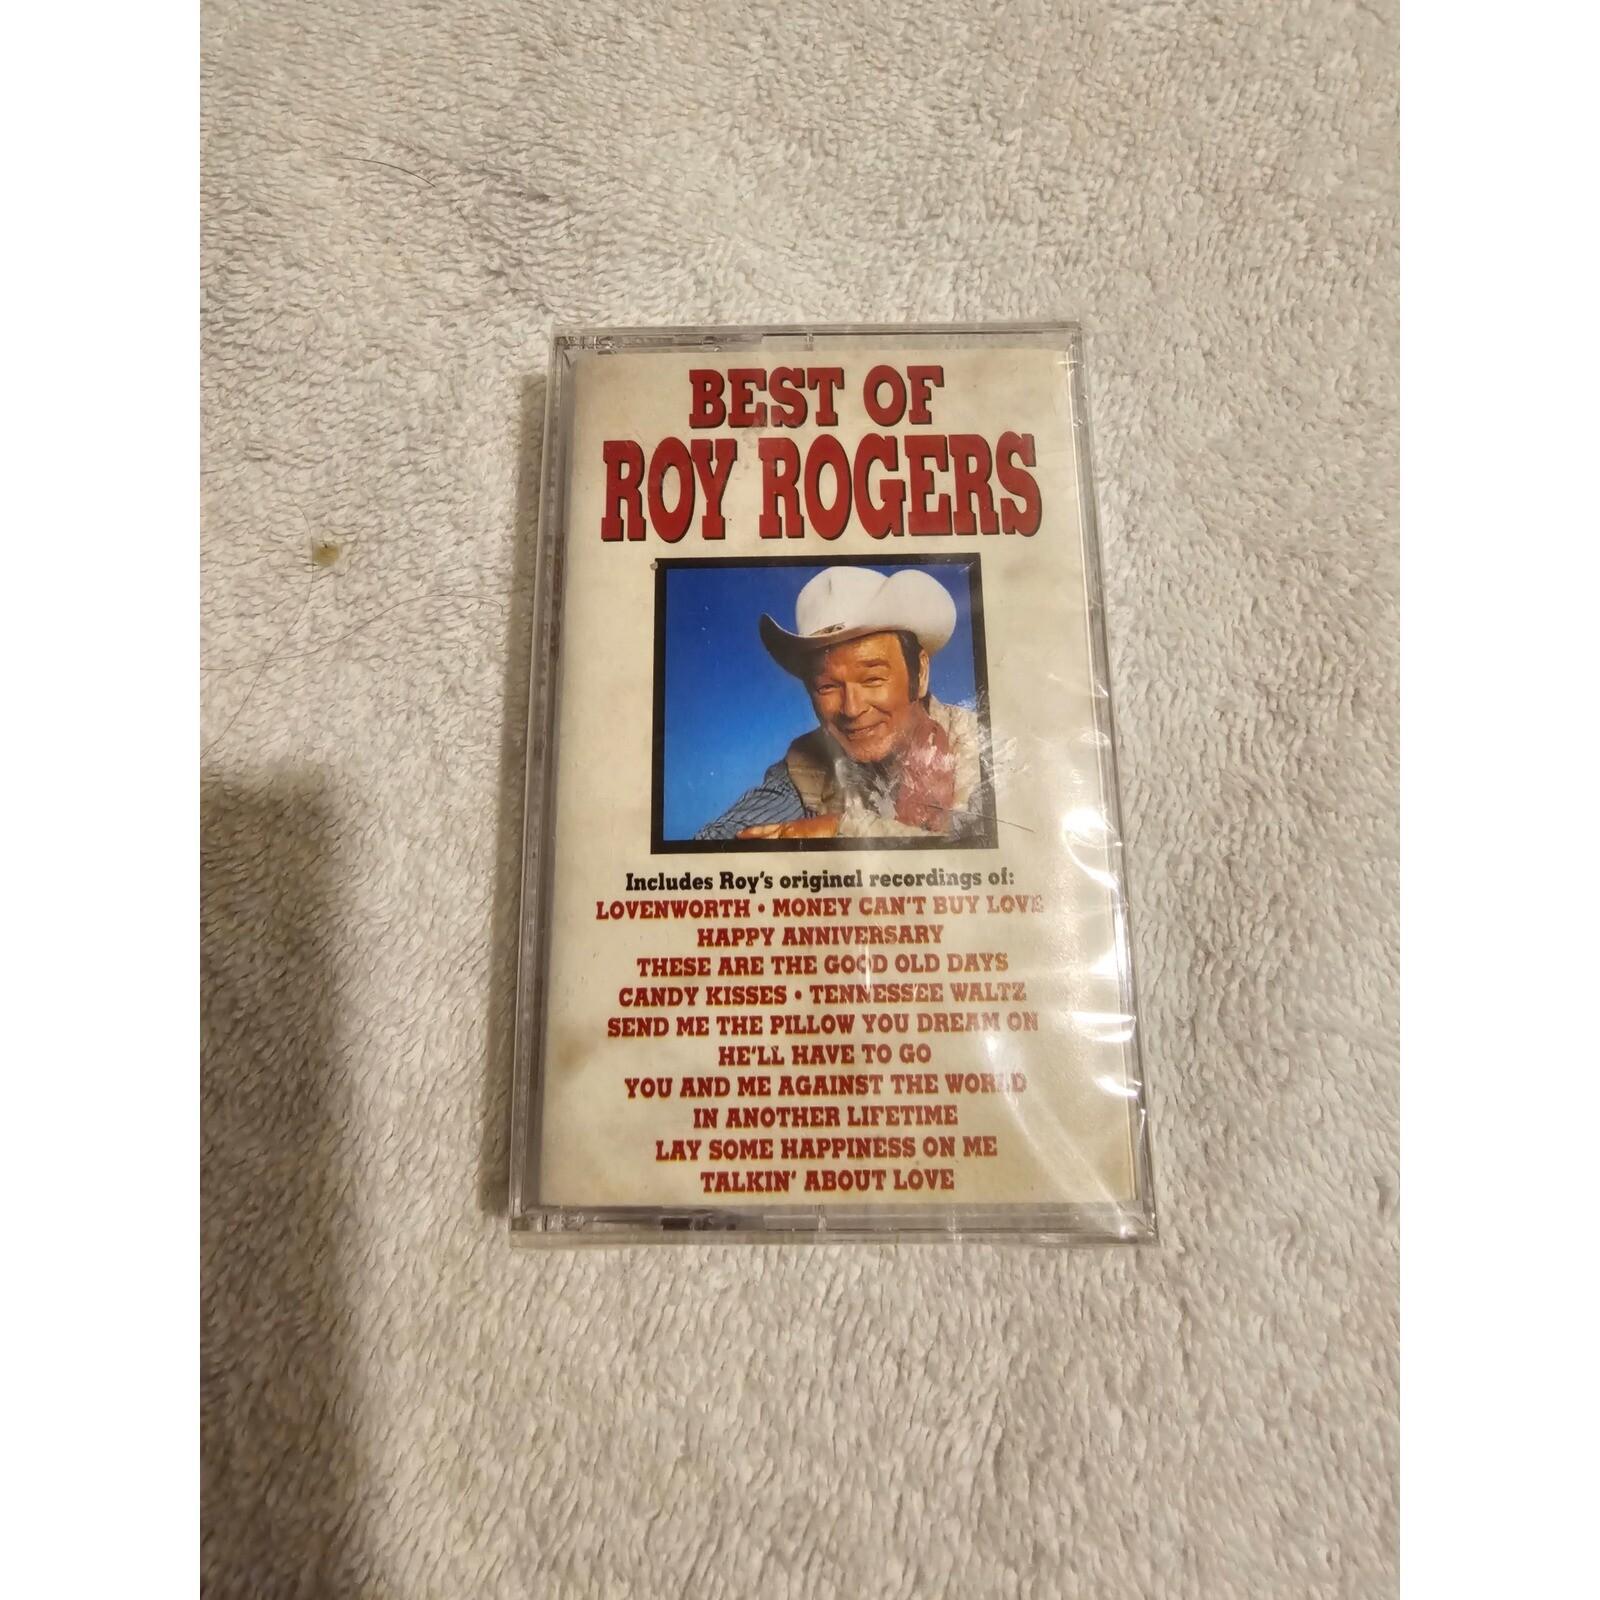 BEST OF
ROY ROGERS
Includes Roy's original recordings of:
LOVENWORTH • MONEY CAN'T BUY LOVE
HAPPY ANNIVERSARY
THESE ARE THE GOOD OLD DAYS
CANDY KISSES • TENNESSEE WALTZ
SEND ME THE PILLOW YOU DREAM ON
HE'LL HAVE TO GO
YOU AND ME AGAINST THE WORLD
IN ANOTHER LIFETIME
LAY SOME HAPPINESS ON ME
TALKIN' ABOUT LOVE